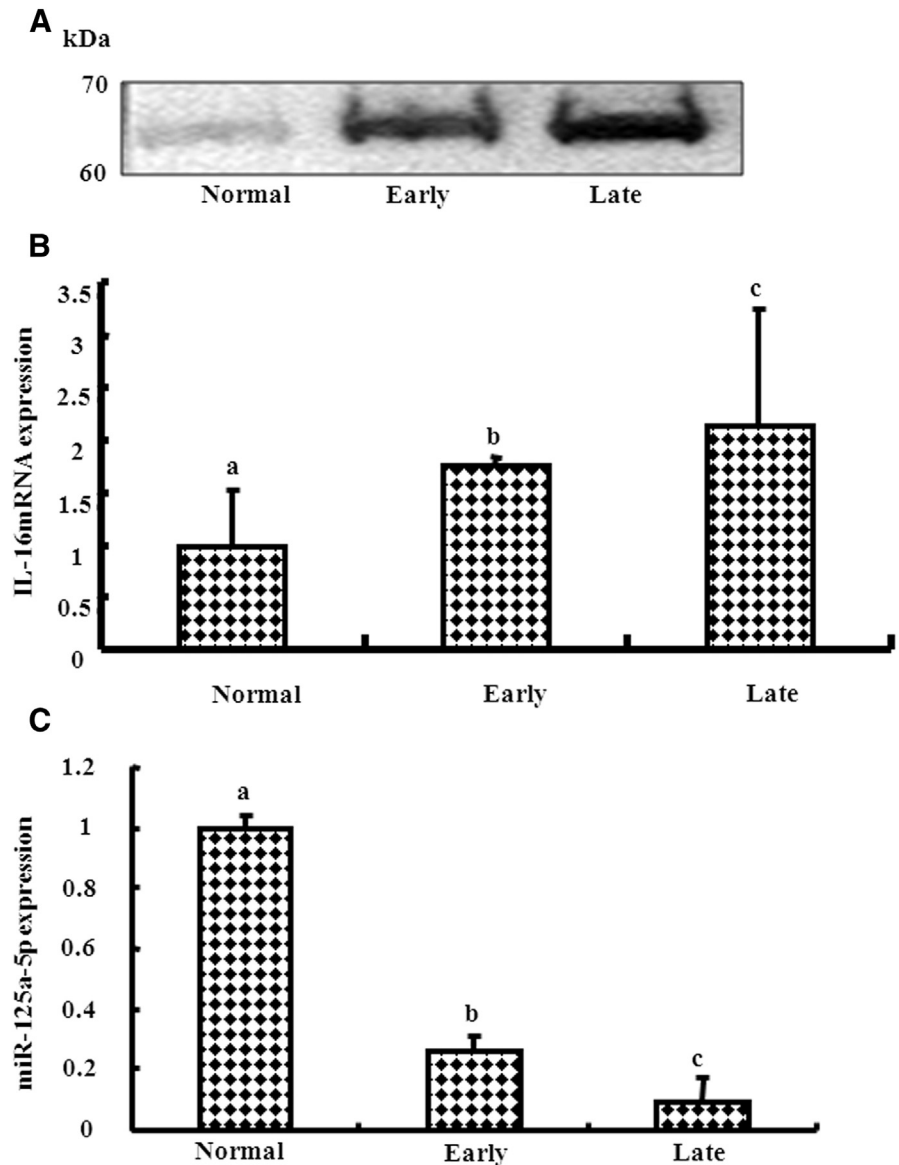 A
kDa
70
60
Normal Early Late
B
IL-16mRNA expression
3.5
3
2.5
2
1.5
1
0.5
0
a
b
c
Normal Early Late
C
miR-125a-5p expression
1.2
1
0.8
0.6
0.4
0.2
0
a
b
c
Normal Early Late